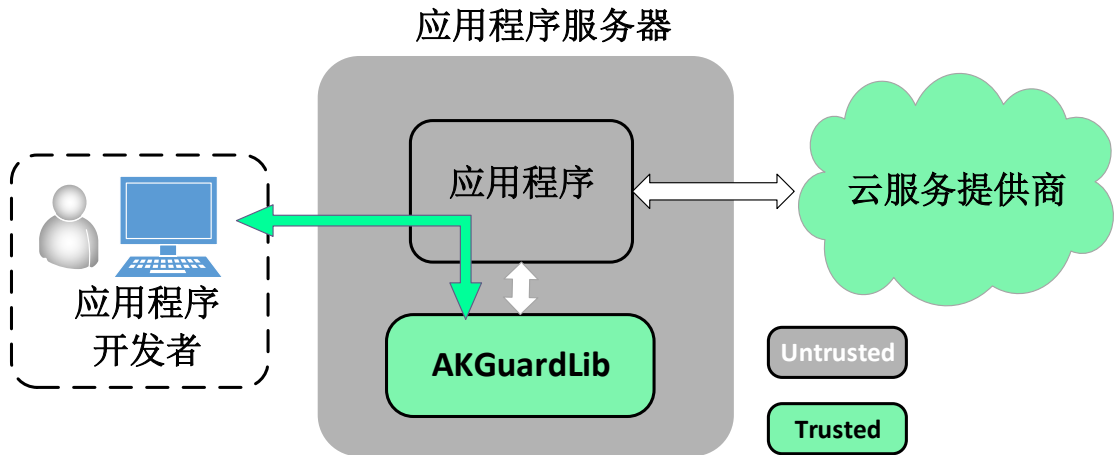 应用程序服务器
应用程序
云服务提供商
应用程序
开发者
AKGuardLib
Untrusted
Trusted